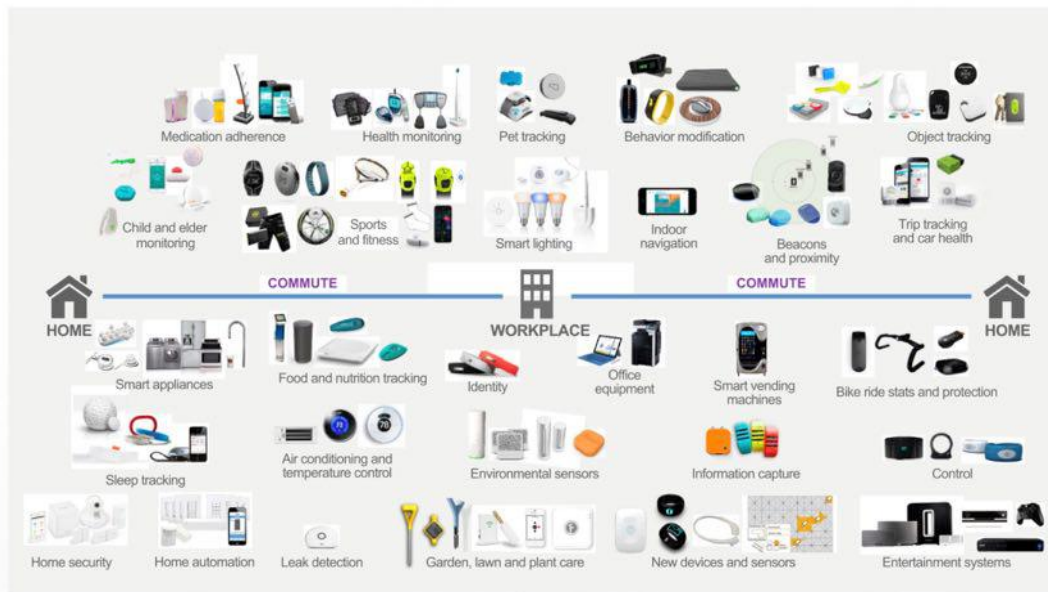 Medication adherence
Health monitoring
Pet tracking
Behavior modification
Object tracking
Child and elder
monitoring
Sports
and fitness
Smart lighting
Indoor
navigation
Beacons
and proximity
Trip tracking
and car health
COMMUTE
COMMUTE
HOME
WORKPLACE
HOME
Smart appliances
Food and nutrition tracking
Identity
Office
equipment
Smart vending
machines
Bike ride stats and protection
Sleep tracking
Air conditioning and
temperature control
Environmental sensors
Information capture
Control
Home security
Home automation
Leak detection
Garden, lawn and plant care
New devices and sensors
Entertainment systems